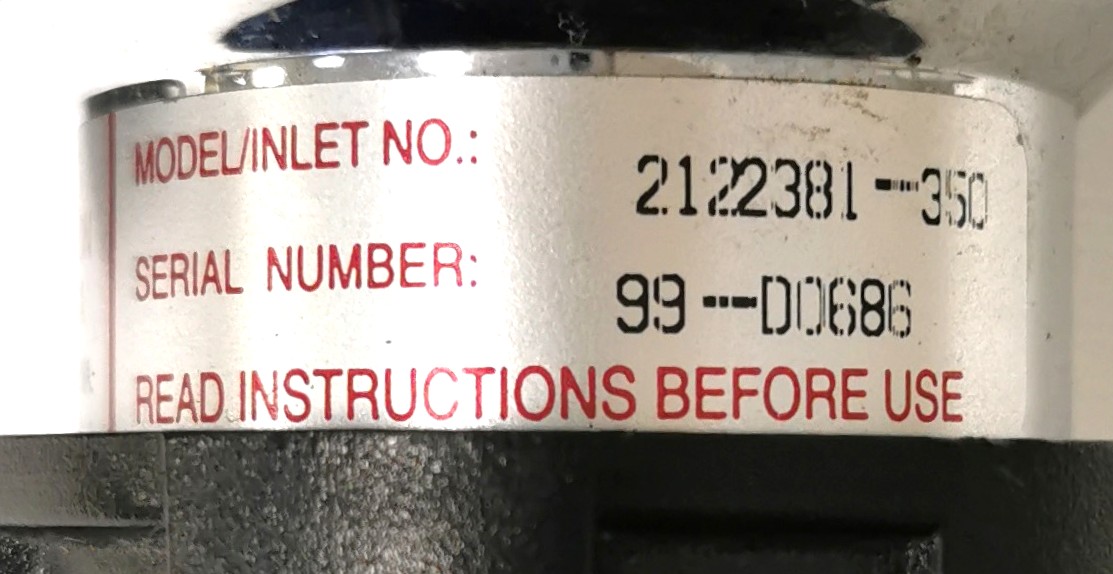 MODEL/INLET NO.: 2122381-350
SERIAL NUMBER: 99-D0686
READ INSTRUCTIONS BEFORE USE